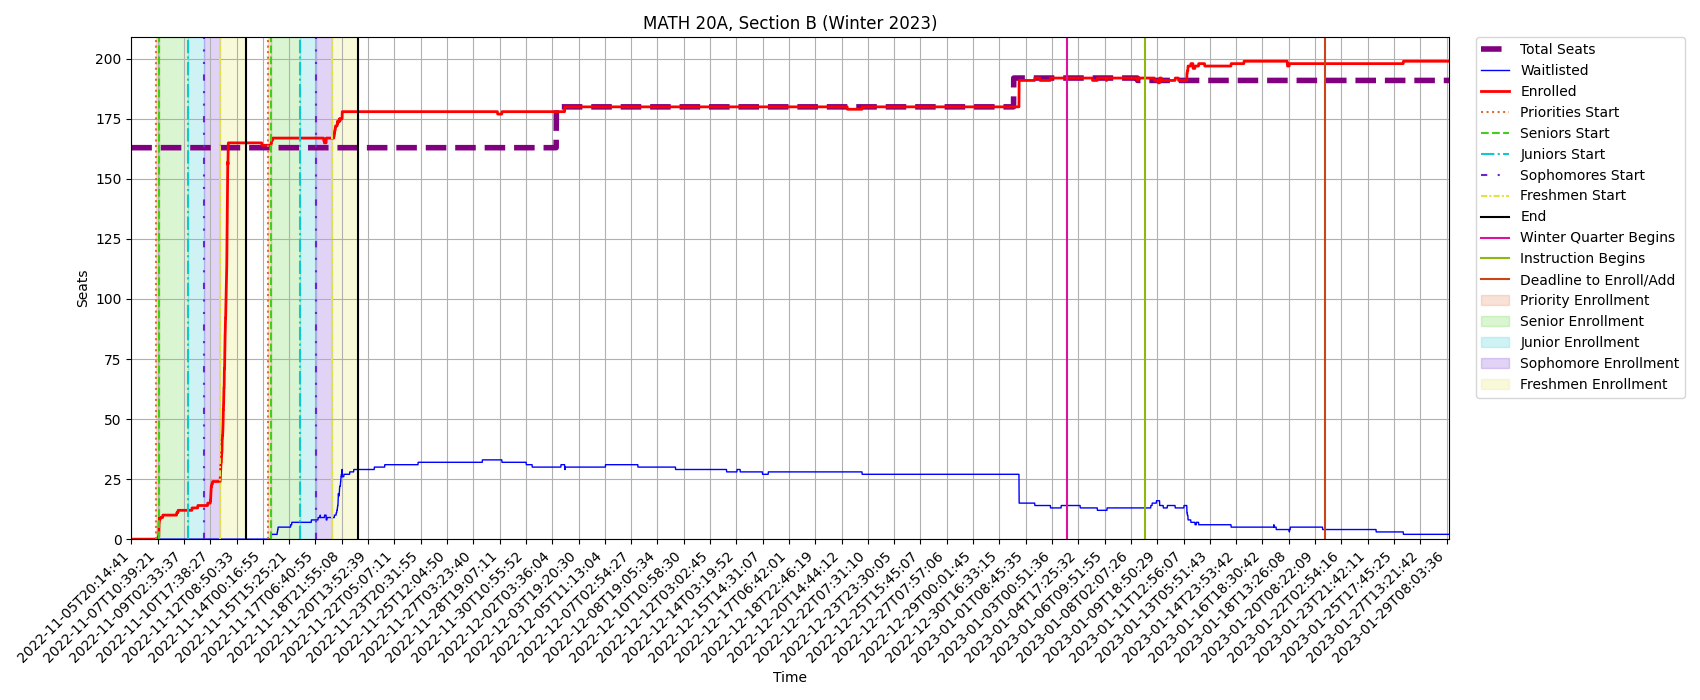 MATH 20A, Section B (Winter 2023)
Seats
200
175
150
125
100
75
50
25
0
2022-11-05T20:14:41
2022-11-07T10:39:21
2022-11-09T02:33:37
2022-11-10T17:38:27
2022-11-12T08:50:33
2022-11-14T00:16:55
2022-11-15T15:25:21
2022-11-17T06:40:55
2022-11-18T21:55:08
2022-11-20T13:52:39
2022-11-22T05:07:11
2022-11-23T20:31:55
2022-11-25T12:04:50
2022-11-27T03:23:40
2022-11-28T19:07:11
2022-11-30T10:55:52
2022-12-02T03:36:04
2022-12-03T19:20:30
2022-12-05T11:13:04
2022-12-07T02:54:27
2022-12-08T19:05:34
2022-12-10T10:58:30
2022-12-12T03:02:45
2022-12-14T03:19:52
2022-12-15T14:31:07
2022-12-17T06:42:01
2022-12-18T22:46:19
2022-12-20T14:44:12
2022-12-22T07:31:10
2022-12-23T23:30:05
2022-12-25T15:45:07
2022-12-27T07:57:06
2022-12-29T00:01:45
2022-12-30T16:33:15
2023-01-01T08:45:35
2023-01-03T00:51:36
2023-01-04T17:25:32
2023-01-06T09:51:55
2023-01-08T02:07:26
2023-01-09T18:50:29
2023-01-11T12:56:07
2023-01-13T05:51:43
2023-01-14T23:53:42
2023-01-16T18:30:42
2023-01-18T13:26:08
2023-01-20T08:22:09
2023-01-22T02:54:16
2023-01-23T21:42:11
2023-01-25T17:45:25
2023-01-27T13:21:42
2023-01-29T08:03:36
Time
Total Seats
Waitlisted
Enrolled
Priorities Start
Seniors Start
Juniors Start
Sophomores Start
Freshmen Start
End
Winter Quarter Begins
Instruction Begins
Deadline to Enroll/Add
Priority Enrollment
Senior Enrollment
Junior Enrollment
Sophomore Enrollment
Freshmen Enrollment